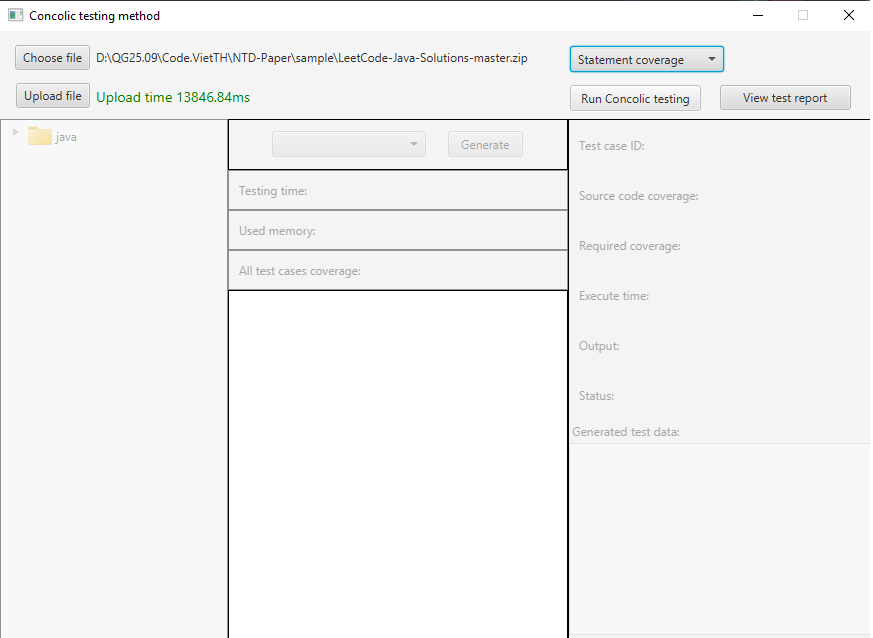 Concolic testing method
Choose file
D:\QG25.09\Code.VietTH\NTD-Paper\sample\LeetCode-Java-Solutions-master.zip
Statement coverage
Upload file
Upload time 13846.84ms
Run Concolic testing
View test report
java
Generate
Testing time:
Used memory:
All test cases coverage:
Test case ID:
Source code coverage:
Required coverage:
Execute time:
Output:
Status:
Generated test data: